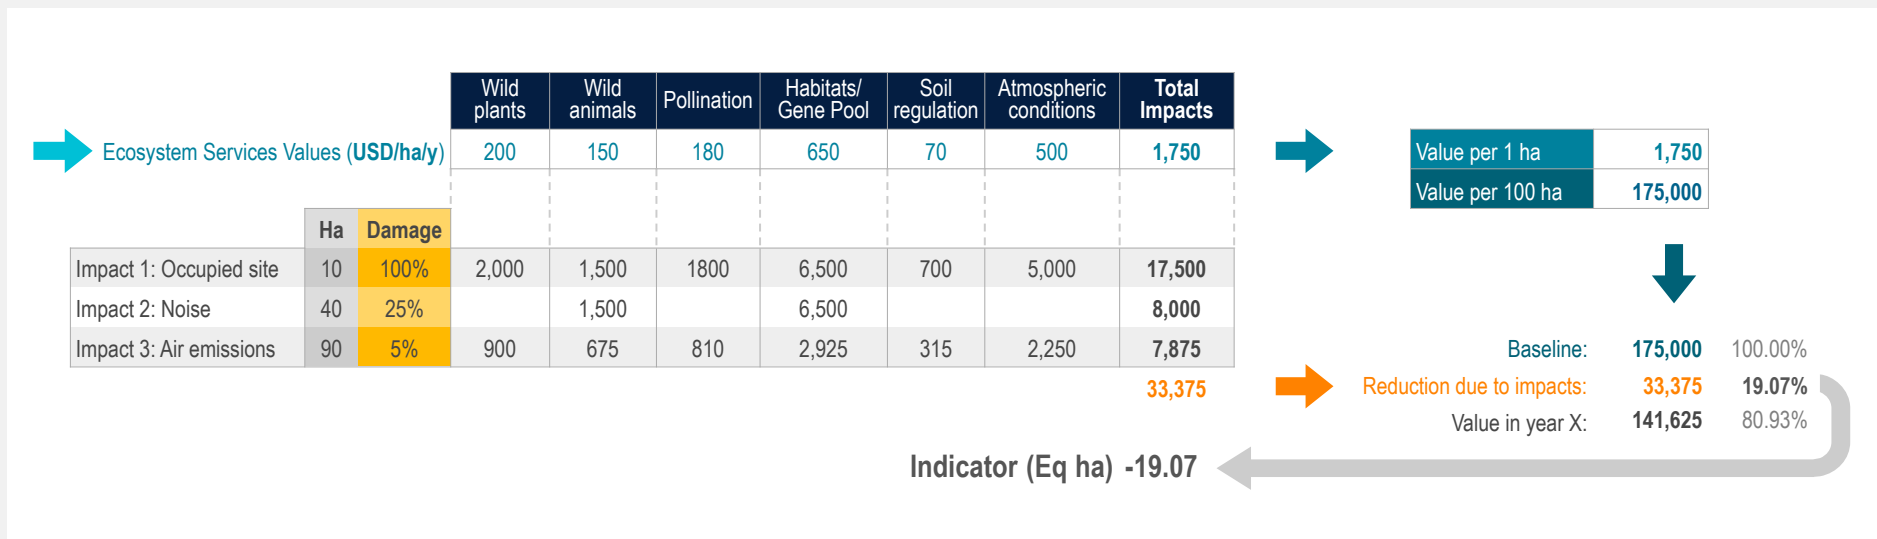 Wild plants Wild animals Pollination Habitats/ Gene Pool Soil regulation Atmospheric conditions Total Impacts
Ecosystem Services Values (USD/ha/y) 200 150 180 650 70 500 1,750
Value per 1 ha 1,750
Value per 100 ha 175,000
Ha Damage
Impact 1: Occupied site 10 100% 2,000 1,500 1800 6,500 700 5,000 17,500
Impact 2: Noise 40 25% 1,500 6,500 8,000
Impact 3: Air emissions 90 5% 900 675 810 2,925 315 2,250 7,875
33,375
Baseline: 175,000 100.00%
Reduction due to impacts: 33,375 19.07%
Value in year X: 141,625 80.93%
Indicator (Eq ha) -19.07